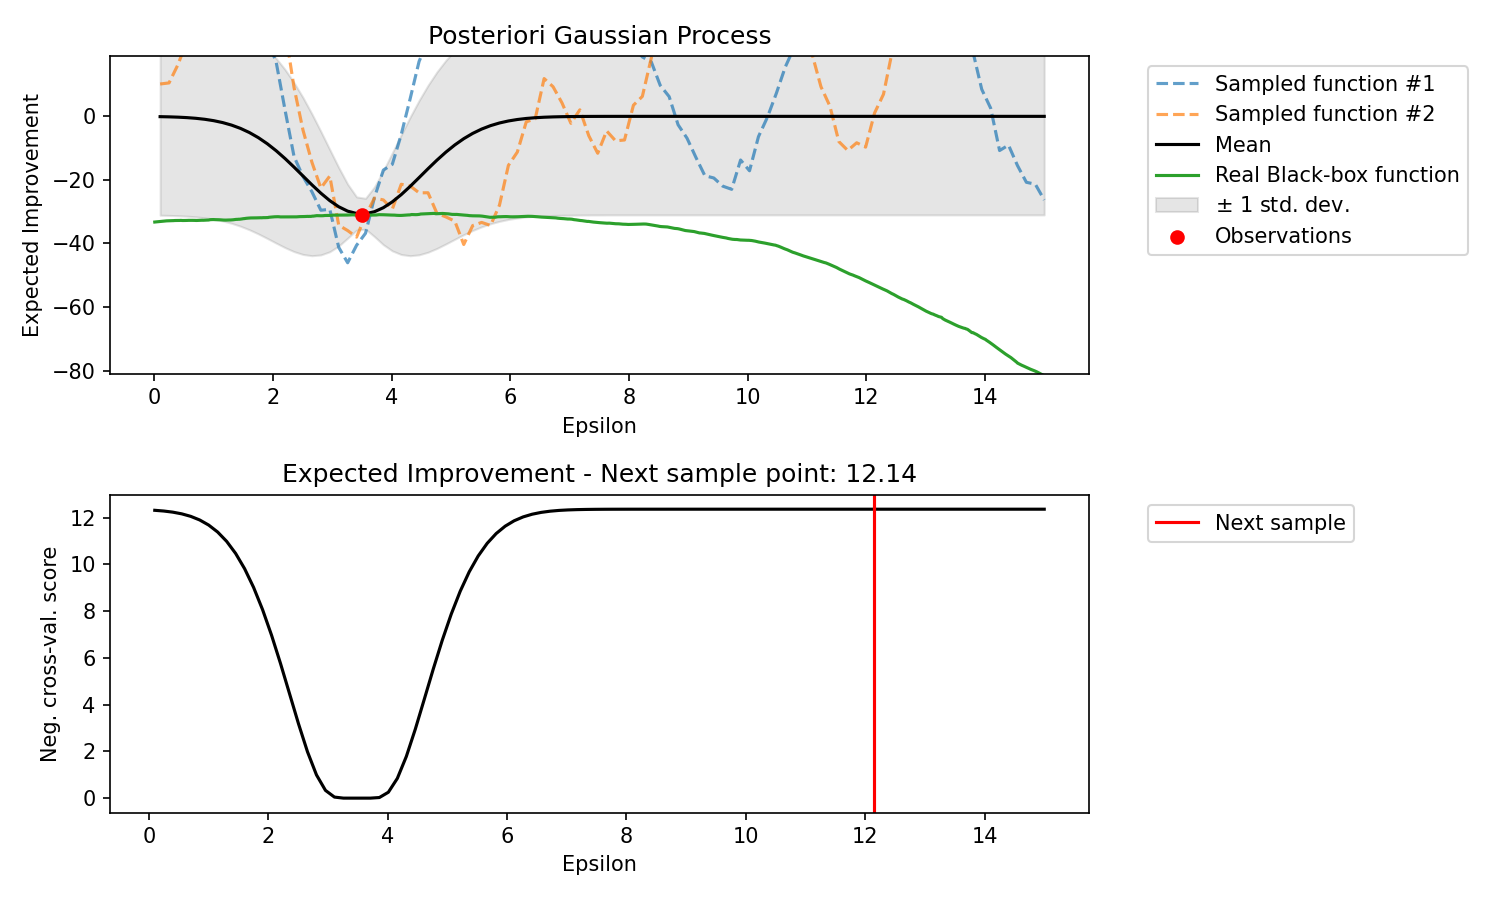 Posteriori Gaussian Process
Expected Improvement
0
−20
−40
−60
−80
0 2 4 6 8 10 12 14
Epsilon
Sampled function #1
Sampled function #2
Mean
Real Black-box function
± 1 std. dev.
Observations
Expected Improvement - Next sample point: 12.14
Neg. cross-val. score
12
10
8
6
4
2
0
0 2 4 6 8 10 12 14
Epsilon
Next sample